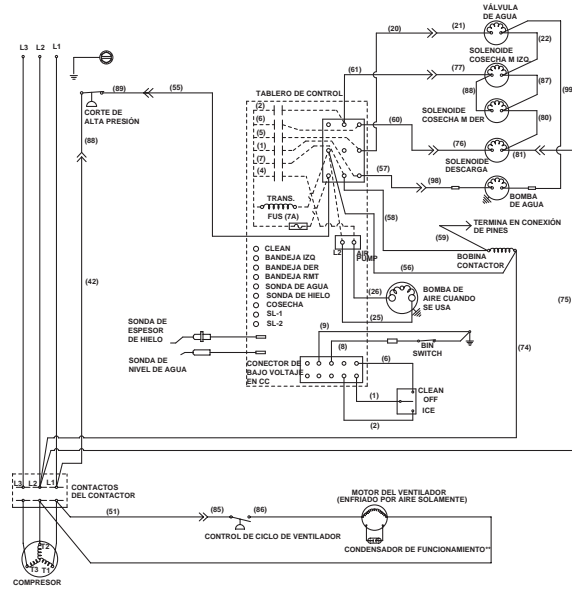 L3 L2 L1
VÁLVULA
DE AGUA
(20)
(21)
(22)
SOLENOIDE
COSECHA M IZQ
(61)
(77)
(99)
(89)
(55)
(88)
(87)
TABLERO DE CONTROL
CORTE DE
ALTA PRESIÓN
(88)
SOLENOIDE
COSECHA M DER
(2)
(6)
(5)
(1)
(7)
(4)
(60)
(80)
(76)
(81)
SOLENOIDE
DESCARGA
(57)
(98)
BOMBA
DE AGUA
TRANS.
FUS (7A)
(58)
(59)
TERMINA EN CONEXIÓN
DE PINES
L2
AIR
PUMP
BOBINA
CONTACTOR
(56)
CLEAN
BANDEJA IZQ
BANDEJA DER
BANDEJA RMT
SONDA DE AGUA
SONDA DE HIELO
COSECHA
SL-1
SL-2
(42)
(26)
(25)
BOMBA DE
AIRE CUANDO
SE USA
(75)
(74)
SONDA DE
ESPESOR
DE HIELO
SONDA DE
NIVEL DE AGUA
(9)
(8)
BIN
SWITCH
CONECTOR DE
BAJO VOLTAJE
EN CC
(6)
CLEAN
OFF
ICE
(1)
(2)
L3 L2 L1
CONTACTOS
DEL CONTACTOR
(51)
(85)
(86)
CONTROL DE CICLO DE VENTILADOR
MOTOR DEL VENTILADOR
(ENFRIADO POR AIRE SOLAMENTE)
CONDENSADOR DE FUNCIONAMIENTO**
T2
T3 T1
COMPRESOR